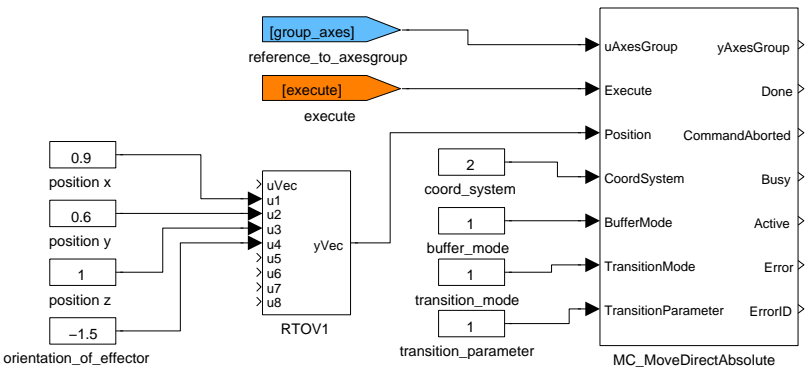 [group_axes]
reference_to_axesgroup
[execute]
execute
0.9
position x
0.6
position y
1
position z
−1.5
orientation_of_effector
uVec
u1
u2
u3
u4
u5
u6
u7
u8
yVec
RTOV1
2
coord_system
1
buffer_mode
1
transition_mode
1
transition_parameter
uAxesGroup
yAxesGroup
Execute
Done
Position
CommandAborted
CoordSystem
Busy
BufferMode
Active
TransitionMode
Error
TransitionParameter
ErrorID
MC_MoveDirectAbsolute